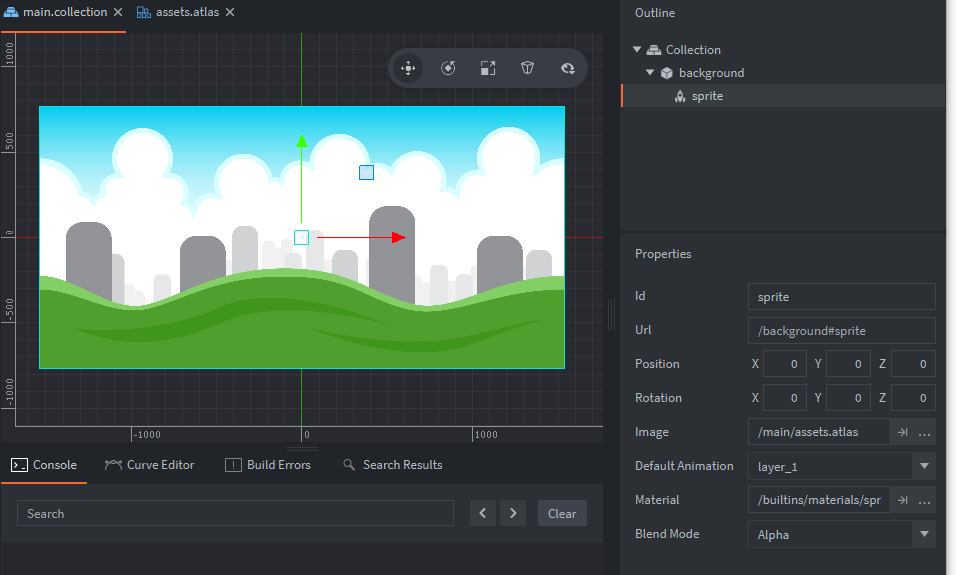 main.collection
assets.atlas
1000
500
0
-500
-1000
-1000
0
1000
Console
Curve Editor
Build Errors
Search Results
Search
Clear
Outline
Collection
background
sprite
Properties
Id sprite
Url /background#sprite
Position X 0 Y 0 Z 0
Rotation X 0 Y 0 Z 0
Image /main/assets.atlas ...
Default Animation layer_1
Material /builtins/materials/spr ...
Blend Mode Alpha